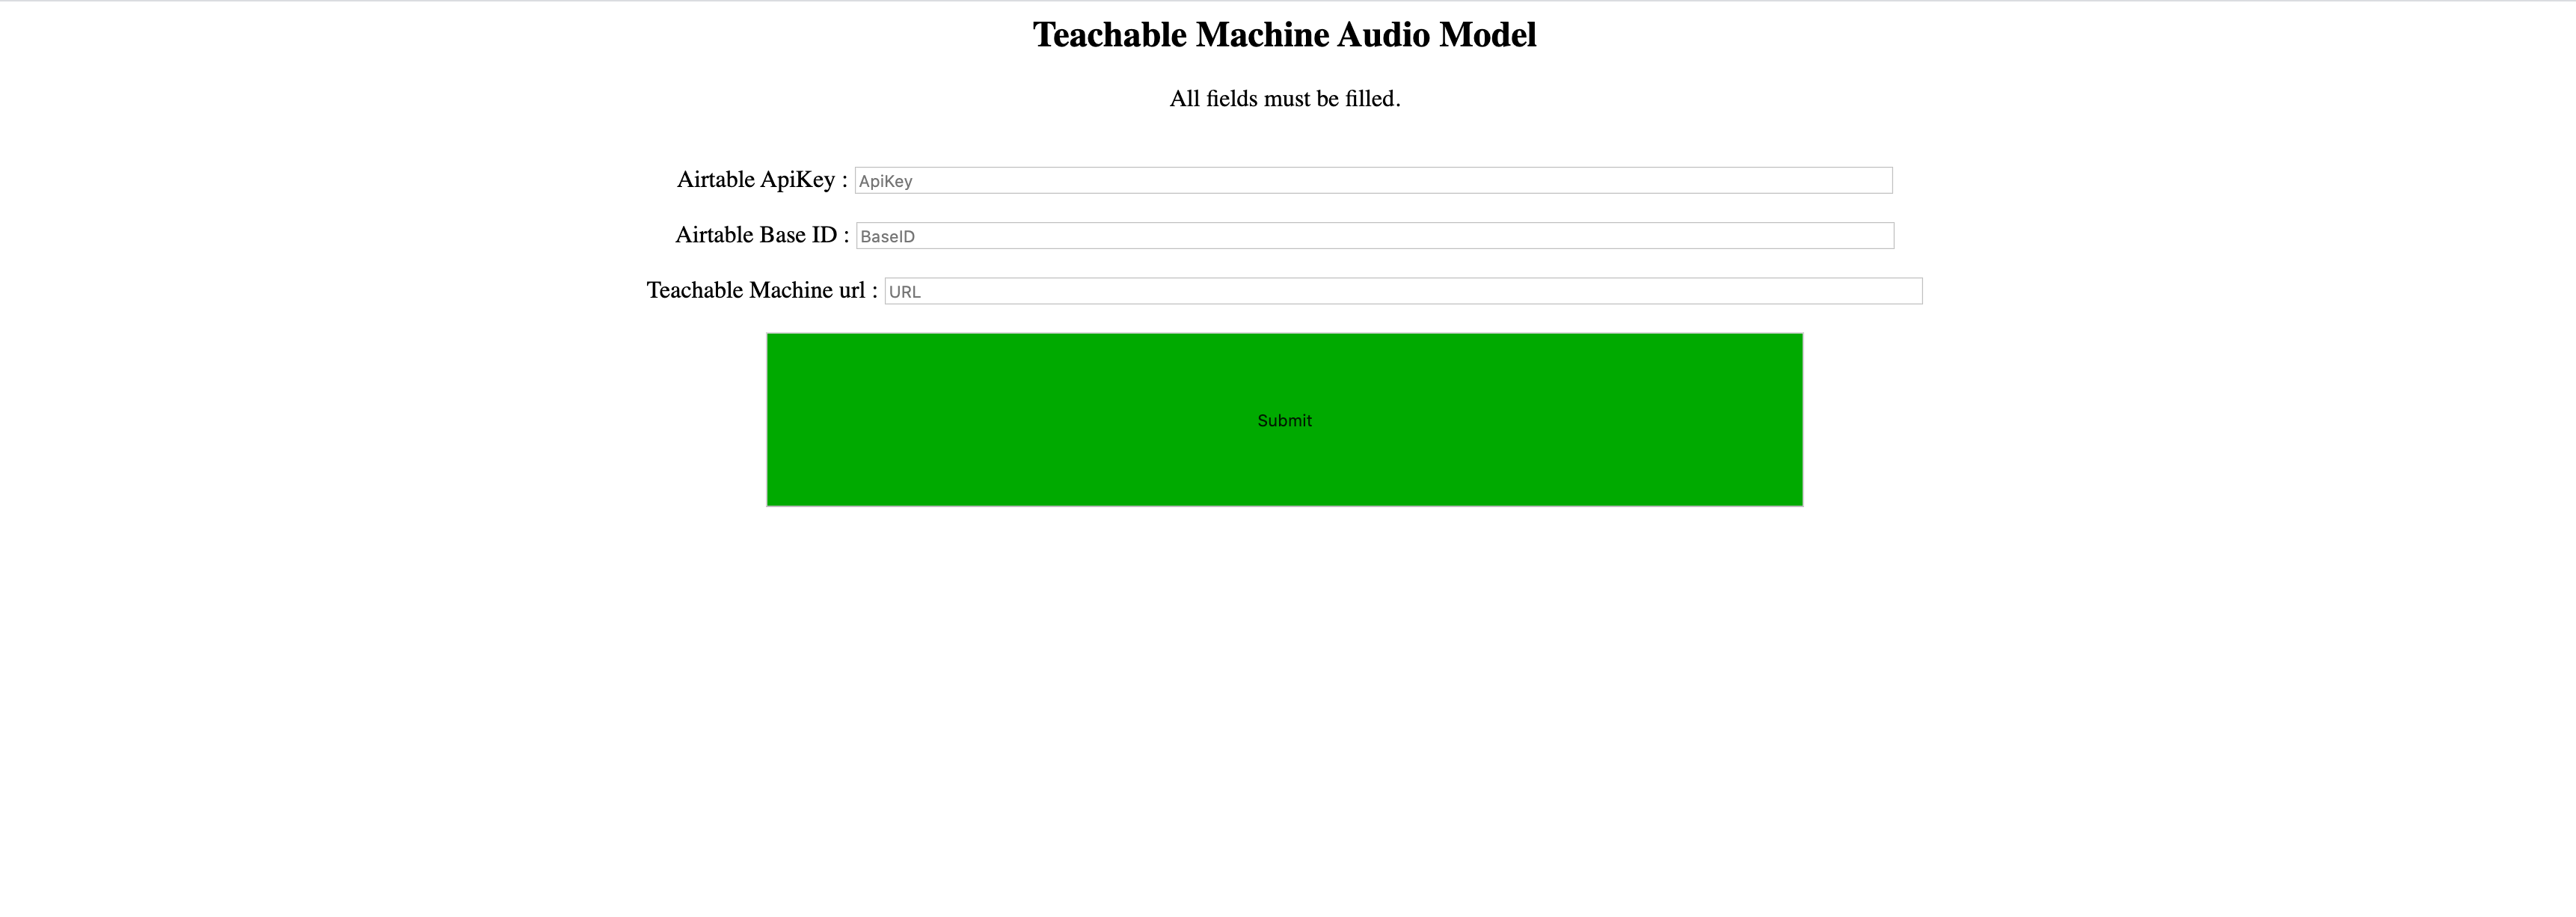 Teachable Machine Audio Model
All fields must be filled.
Airtable ApiKey : ApiKey
Airtable Base ID : BaseID
Teachable Machine url : URL
Submit